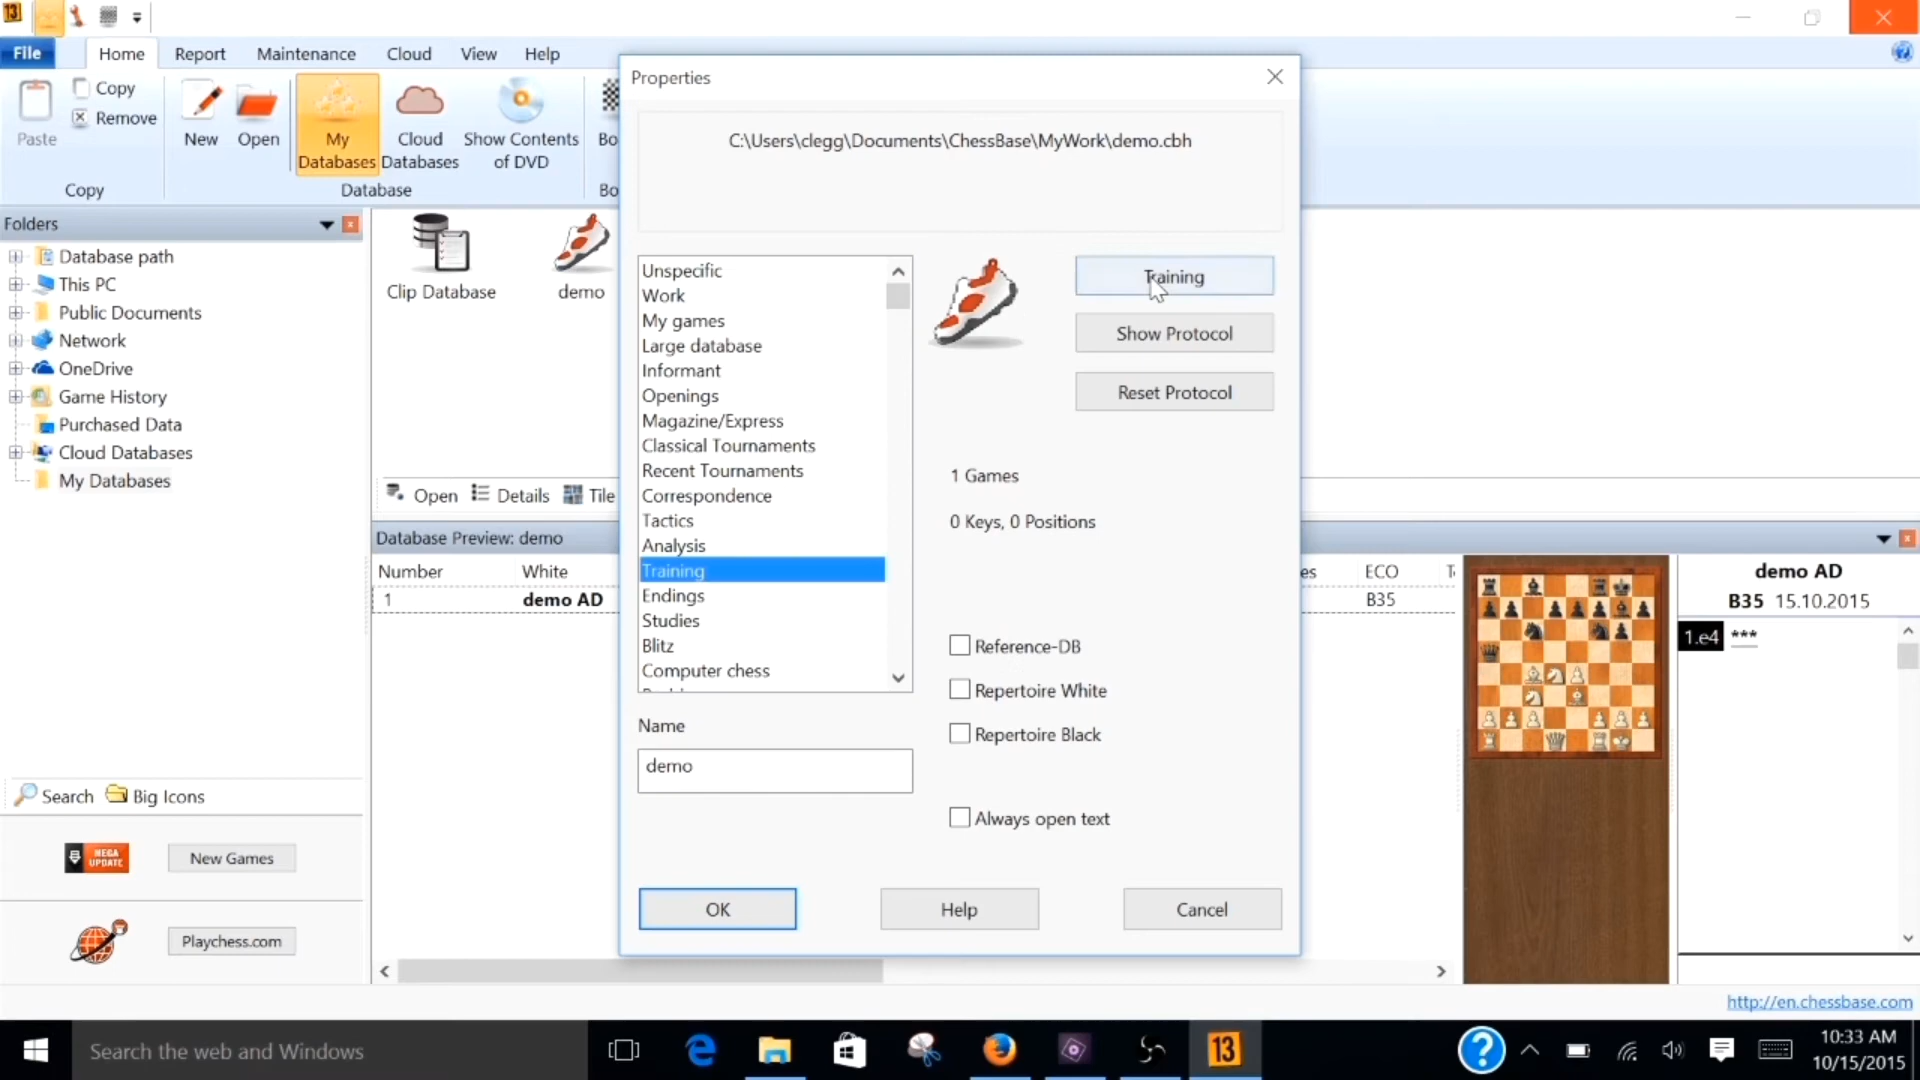 13
File
Home
Report
Maintenance
Cloud
View
Help
Paste
Copy
Remove
New
Open
My Databases
Cloud Databases
Show Contents of DVD
Bo
Copy
Database
Bo
Folders
Database path
This PC
Public Documents
Network
OneDrive
Game History
Purchased Data
Cloud Databases
My Databases
Search
Big Icons
MEGA UPDATE
New Games
Playchess.com
Clip Database
demo
Open
Details
Tile
Database Preview: demo
Number
White
es
ECO
1
demo AD
B35
Properties
C:\Users\clegg\Documents\ChessBase\MyWork\demo.cbh
Unspecific
Work
My games
Large database
Informant
Openings
Magazine/Express
Classical Tournaments
Recent Tournaments
Correspondence
Tactics
Analysis
Training
Endings
Studies
Blitz
Computer chess
Name
demo
Training
Show Protocol
Reset Protocol
1 Games
0 Keys, 0 Positions
Reference-DB
Repertoire White
Repertoire Black
Always open text
OK
Help
Cancel
demo AD
B35 15.10.2015
1.e4 ***
http://en.chessbase.com
Search the web and Windows
13
10:33 AM
10/15/2015